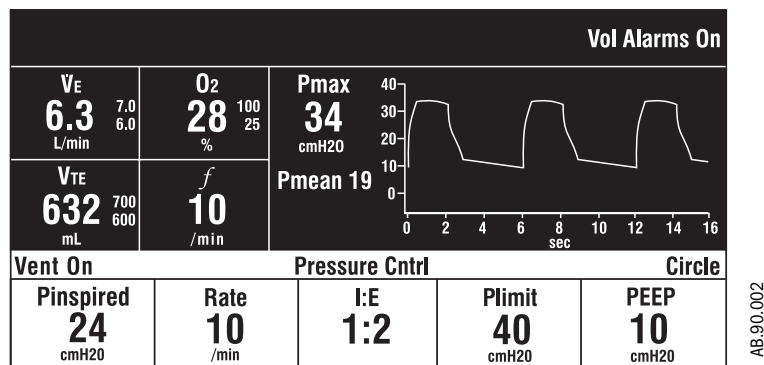 Vol Alarms On
V̇E
6.3
7.0
6.0
L/min
O2
28
100
25
%
Pmax
34
cmH2O
Pmean 19
40
30
20
10
0
0 2 4 6 8 10 12 14 16
sec
VTE
632
700
600
mL
f
10
/min
Vent On Pressure Cntrl Circle
Pinspired
24
cmH20
Rate
10
/min
I:E
1:2
Plimit
40
cmH20
PEEP
10
cmH20
AB.90.002